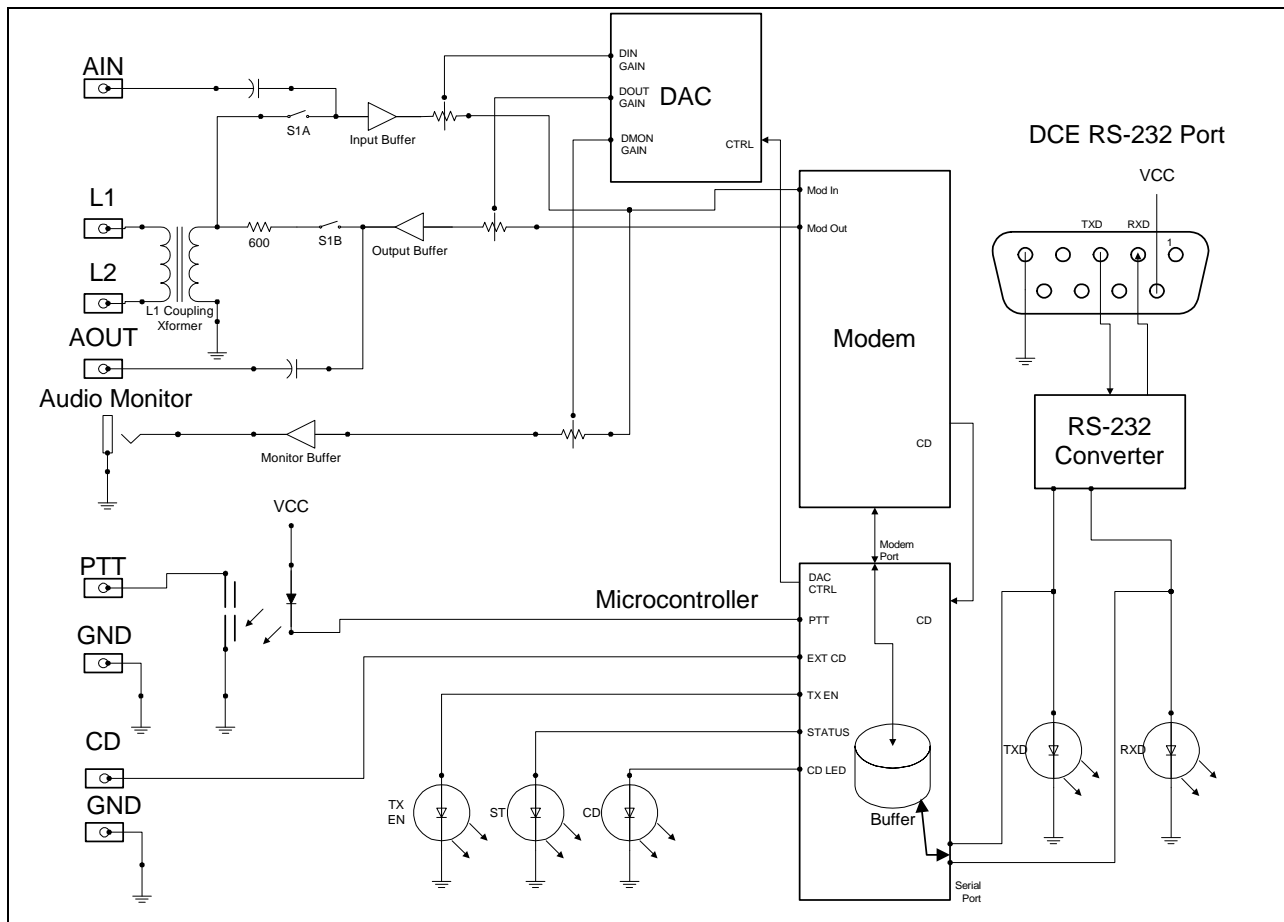 AIN
S1A
Input Buffer
DIN
GAIN
DOUT
GAIN
DMON
GAIN
DAC
CTRL
DCE RS-232 Port
VCC
TXD
RXD
1
L1
L2
600
S1B
Output Buffer
L1 Coupling
Xformer
Mod In
Mod Out
Modem
CD
AOUT
Audio Monitor
Monitor Buffer
RS-232
Converter
VCC
PTT
GND
CD
GND
Modem
Port
Microcontroller
DAC
CTRL
PTT
CD
EXT CD
TX EN
STATUS
CD LED
Buffer
Serial
Port
TX
EN
ST
CD
TXD
RXD